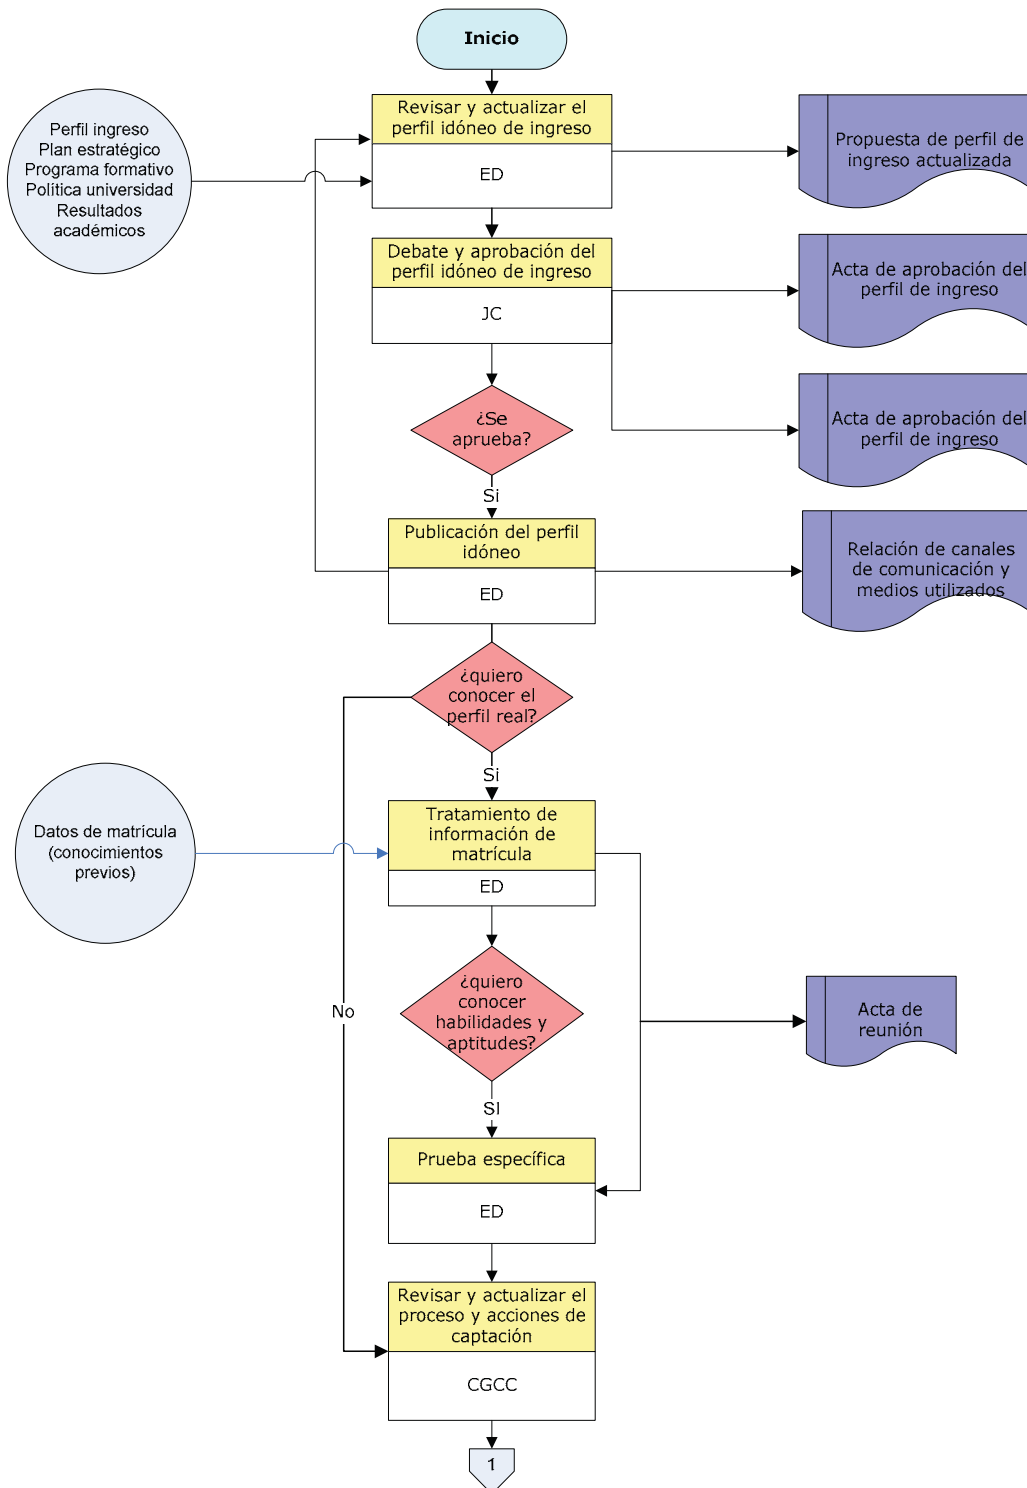 Inicio
Perfil ingreso
Plan estratégico
Programa formativo
Política universidad
Resultados
académicos
Revisar y actualizar el
perfil idóneo de ingreso
ED
Propuesta de perfil de
ingreso actualizada
Debate y aprobación del
perfil idóneo de ingreso
JC
Acta de aprobación del
perfil de ingreso
¿Se
aprueba?
Acta de aprobación del
perfil de ingreso
Si
Publicación del perfil
idóneo
ED
Relación de canales
de comunicación y
medios utilizados
¿quiero
conocer el
perfil real?
Si
Datos de matrícula
(conocimientos
previos)
Tratamiento de
información de
matrícula
ED
¿quiero
conocer
habilidades y
aptitudes?
No
Acta de
reunión
SI
Prueba específica
ED
Revisar y actualizar el
proceso y acciones de
captación
CGCC
1